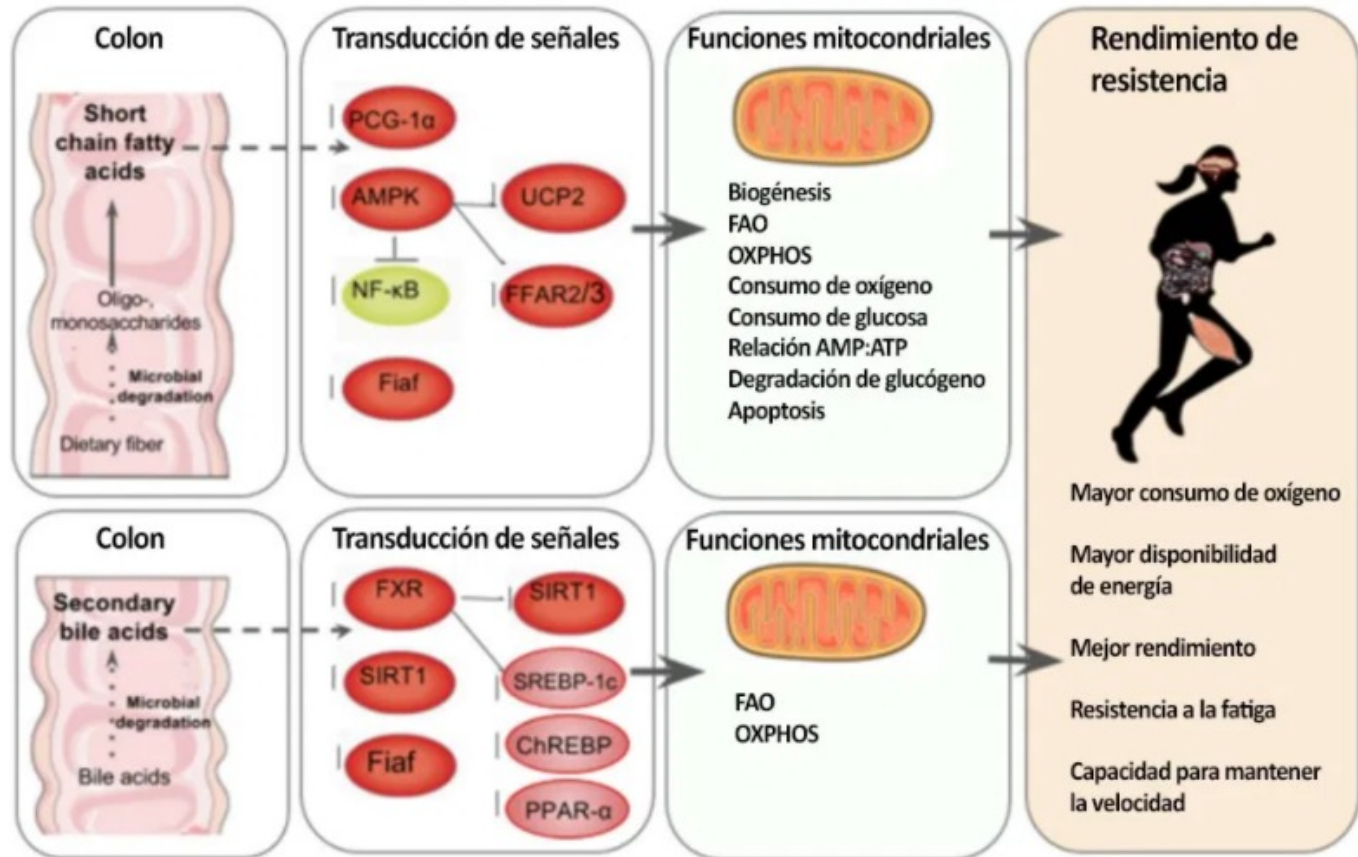 Colon
Short
chain fatty
acids
Oligo-,
monosaccharides
Microbial
degradation
Dietary fiber
Transducción de señales
PCG-1α
AMPK
UCP2
NF-κB
FFAR2/3
Fiaf
Funciones mitocondriales
Biogénesis
FAO
OXPHOS
Consumo de oxígeno
Consumo de glucosa
Relación AMP:ATP
Degradación de glucógeno
Apoptosis
Colon
Secondary
bile acids
Microbial
degradation
Bile acids
Transducción de señales
FXR
SIRT1
SIRT1
SREBP-1c
Fiaf
ChREBP
PPAR-α
Funciones mitocondriales
FAO
OXPHOS
Rendimiento de
resistencia
Mayor consumo de oxígeno
Mayor disponibilidad
de energía
Mejor rendimiento
Resistencia a la fatiga
Capacidad para mantener
la velocidad